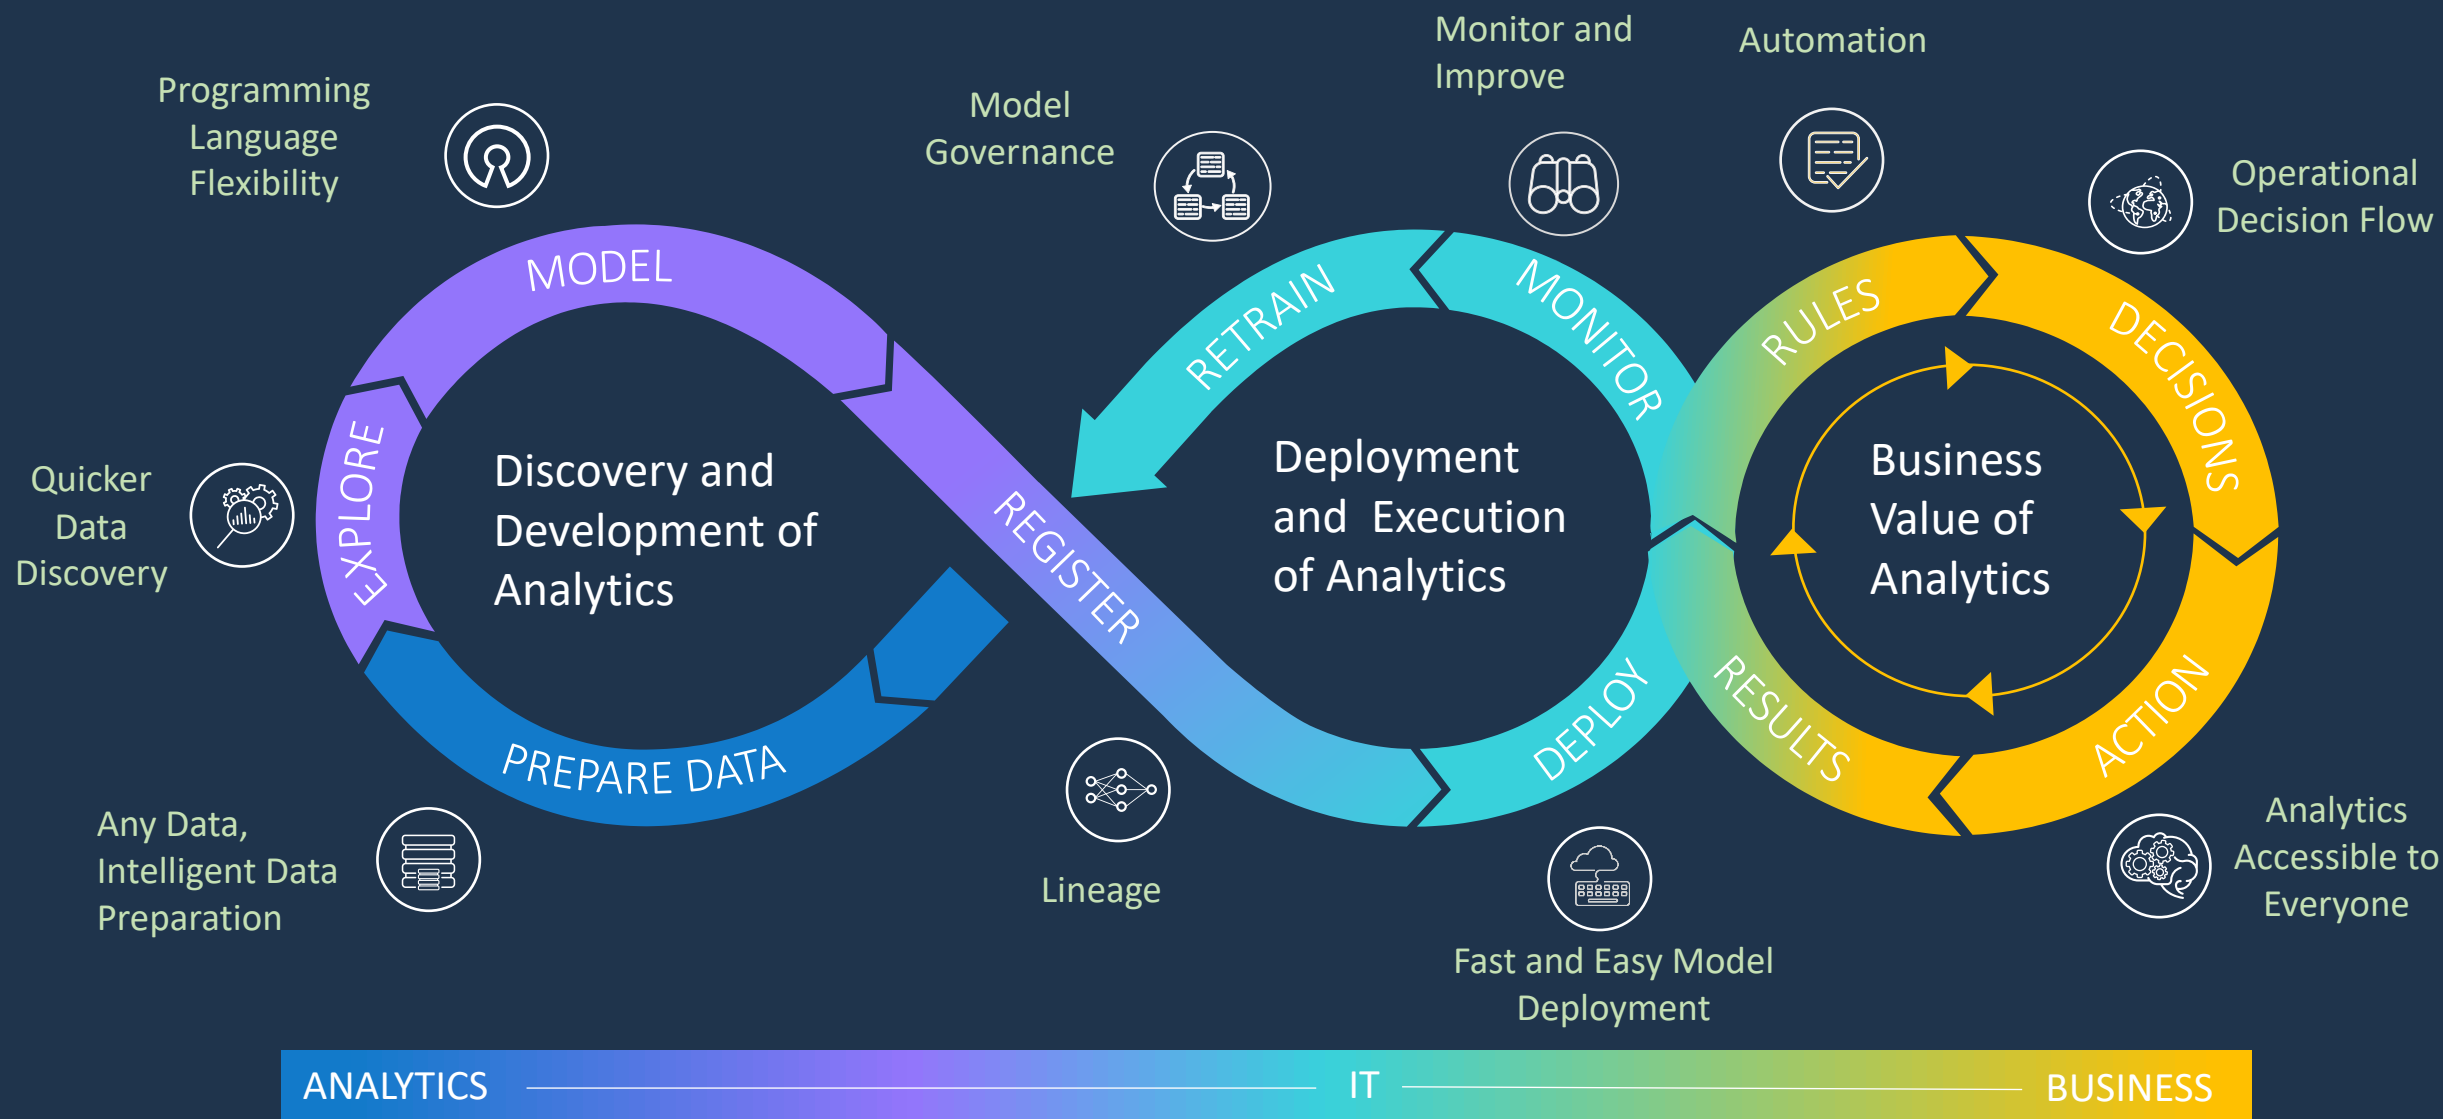 Programming
Language
Flexibility
Model
Governance
Monitor and
Improve
Automation
Operational
Decision Flow
MODEL
RETRAIN
MONITOR
RULES
DECISIONS
Quicker
Data
Discovery
EXPLORE
Discovery and
Development of
Analytics
REGISTER
Deployment
and Execution
of Analytics
Business
Value of
Analytics
PREPARE DATA
DEPLOY
RESULTS
ACTION
Any Data,
Intelligent Data
Preparation
Lineage
Fast and Easy Model
Deployment
Analytics
Accessible to
Everyone
ANALYTICS
IT
BUSINESS